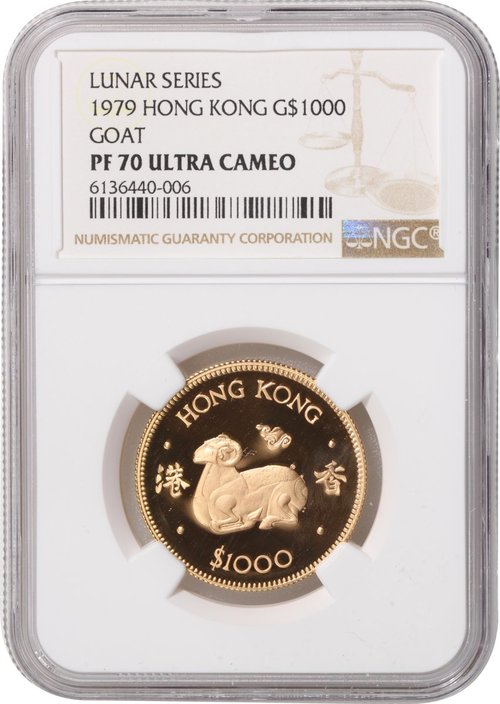 LUNAR SERIES
1979 HONG KONG G$1000
GOAT
PF 70 ULTRA CAMEO
6136440-006
NUMISMATIC GUARANTY CORPORATION
NGC®
HONG KONG
港 香
$1000